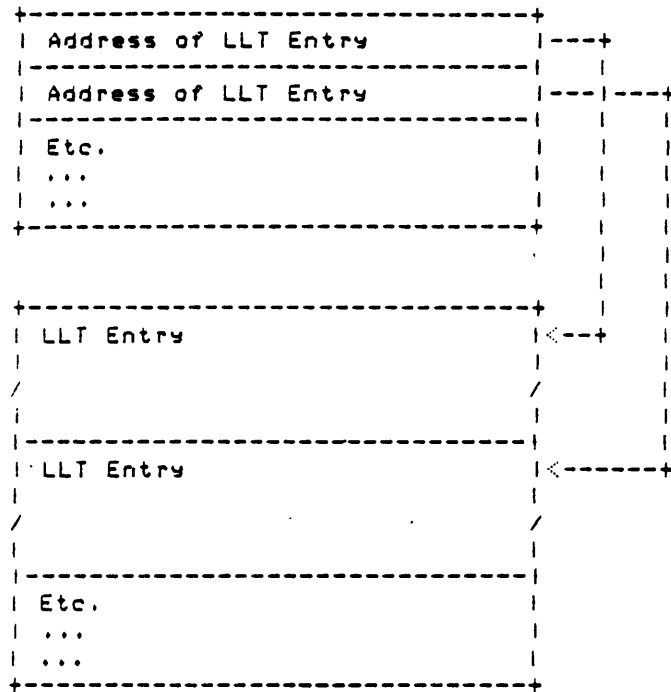 Address of LLT Entry
Address of LLT Entry
Etc.
...
...
LLT Entry
LLT Entry
Etc.
...
...